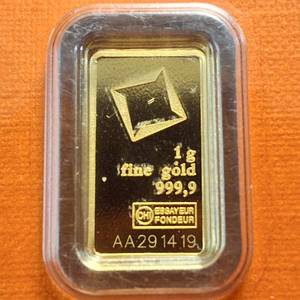 1 g
fine gold
999,9
CHI ESSAYEUR
FONDEUR
AA291419